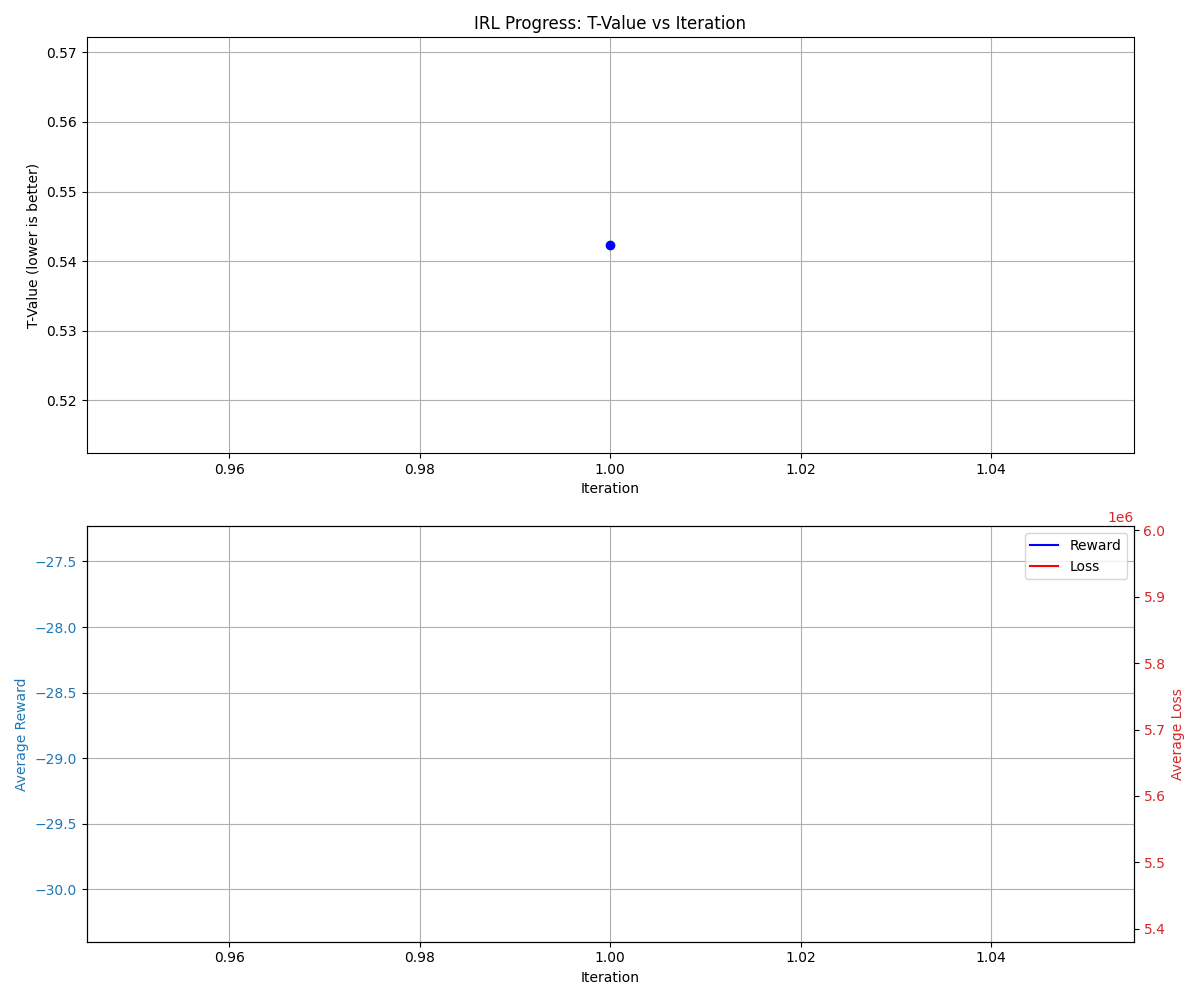 IRL Progress: T-Value vs Iteration
T-Value (lower is better)
0.57
0.56
0.55
0.54
0.53
0.52
0.96 0.98 1.00 1.02 1.04
Iteration
1e6
Average Reward
−27.5
−28.0
−28.5
−29.0
−29.5
−30.0
Reward
Loss
6.0
5.9
5.8
5.7
5.6
5.5
5.4
Average Loss
0.96 0.98 1.00 1.02 1.04
Iteration